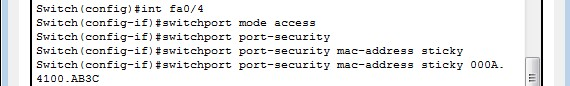 Switch(config)#int fa0/4
Switch(config-if)#switchport mode access
Switch(config-if)#switchport port-security
Switch(config-if)#switchport port-security mac-address sticky
Switch(config-if)#switchport port-security mac-address sticky 000A.
4100.AB3C